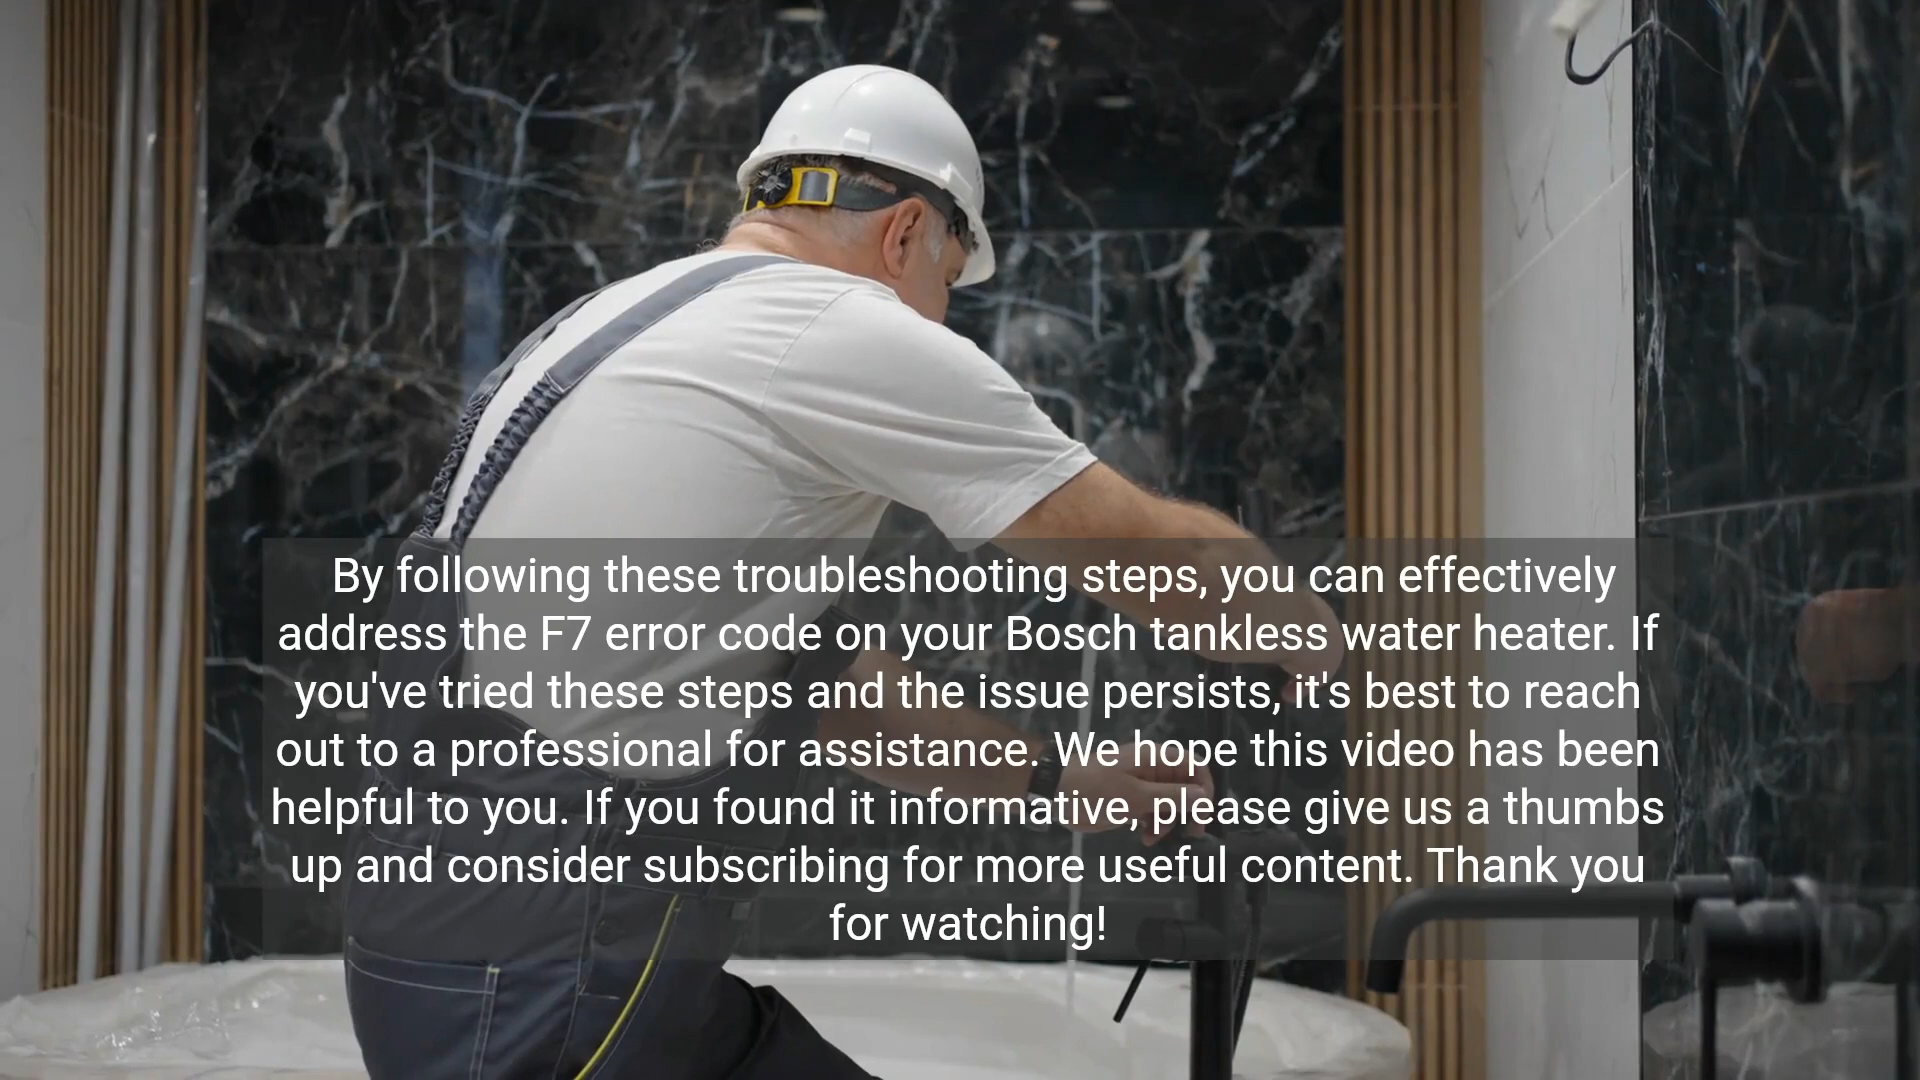 By following these troubleshooting steps, you can effectively
address the F7 error code on your Bosch tankless water heater. If
you've tried these steps and the issue persists, it's best to reach
out to a professional for assistance. We hope this video has been
helpful to you. If you found it informative, please give us a thumbs
up and consider subscribing for more useful content. Thank you
for watching!